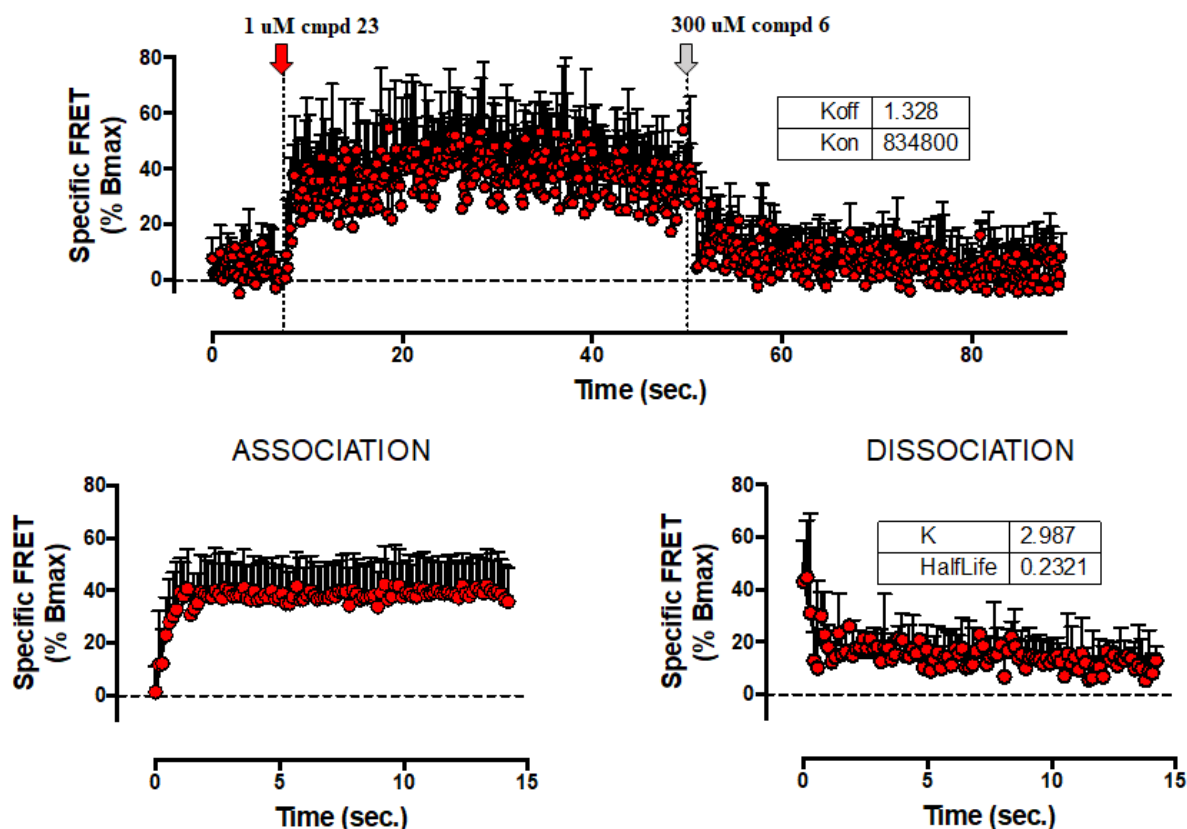 1 uM cmpd 23
300 uM compd 6
Specific FRET
(% Bmax)
80
60
40
20
0
Koff 1.328
Kon 834800
0 20 40 60 80
Time (sec.)
ASSOCIATION
Specific FRET
(% Bmax)
80
60
40
20
0
0 5 10 15
Time (sec.)
DISSOCIATION
Specific FRET
(% Bmax)
80
60
40
20
0
K 2.987
HalfLife 0.2321
0 5 10 15
Time (sec.)